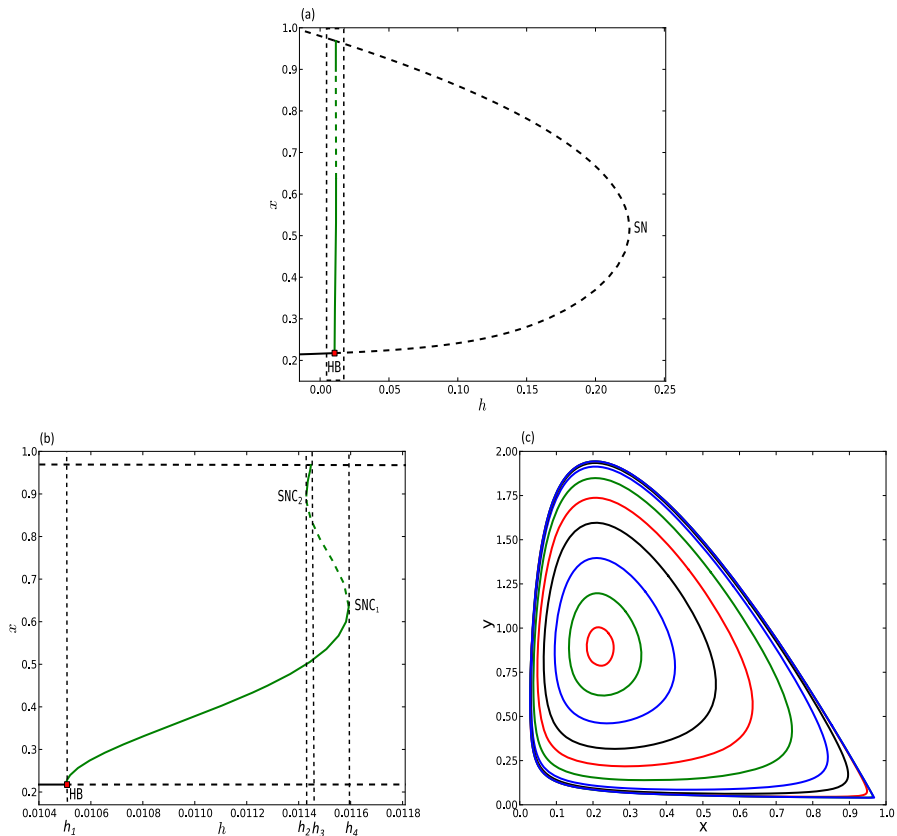 (a)
1.0
0.9
0.8
0.7
0.6
0.5
0.4
0.3
0.2
x
SN
HB
0.00 0.05 0.10 0.15 0.20 0.25
h
(b)
1.0
0.9
0.8
0.7
0.6
0.5
0.4
0.3
0.2
x
SNC₂
SNC₁
HB
0.0104 0.0106 0.0108 0.0110 0.0112 0.0114 0.0116 0.0118
h₁ h h₂ h₃ h₄
(c)
2.00
1.75
1.50
1.25
1.00
0.75
0.50
0.25
0.00
y
0.0 0.1 0.2 0.3 0.4 0.5 0.6 0.7 0.8 0.9 1.0
X